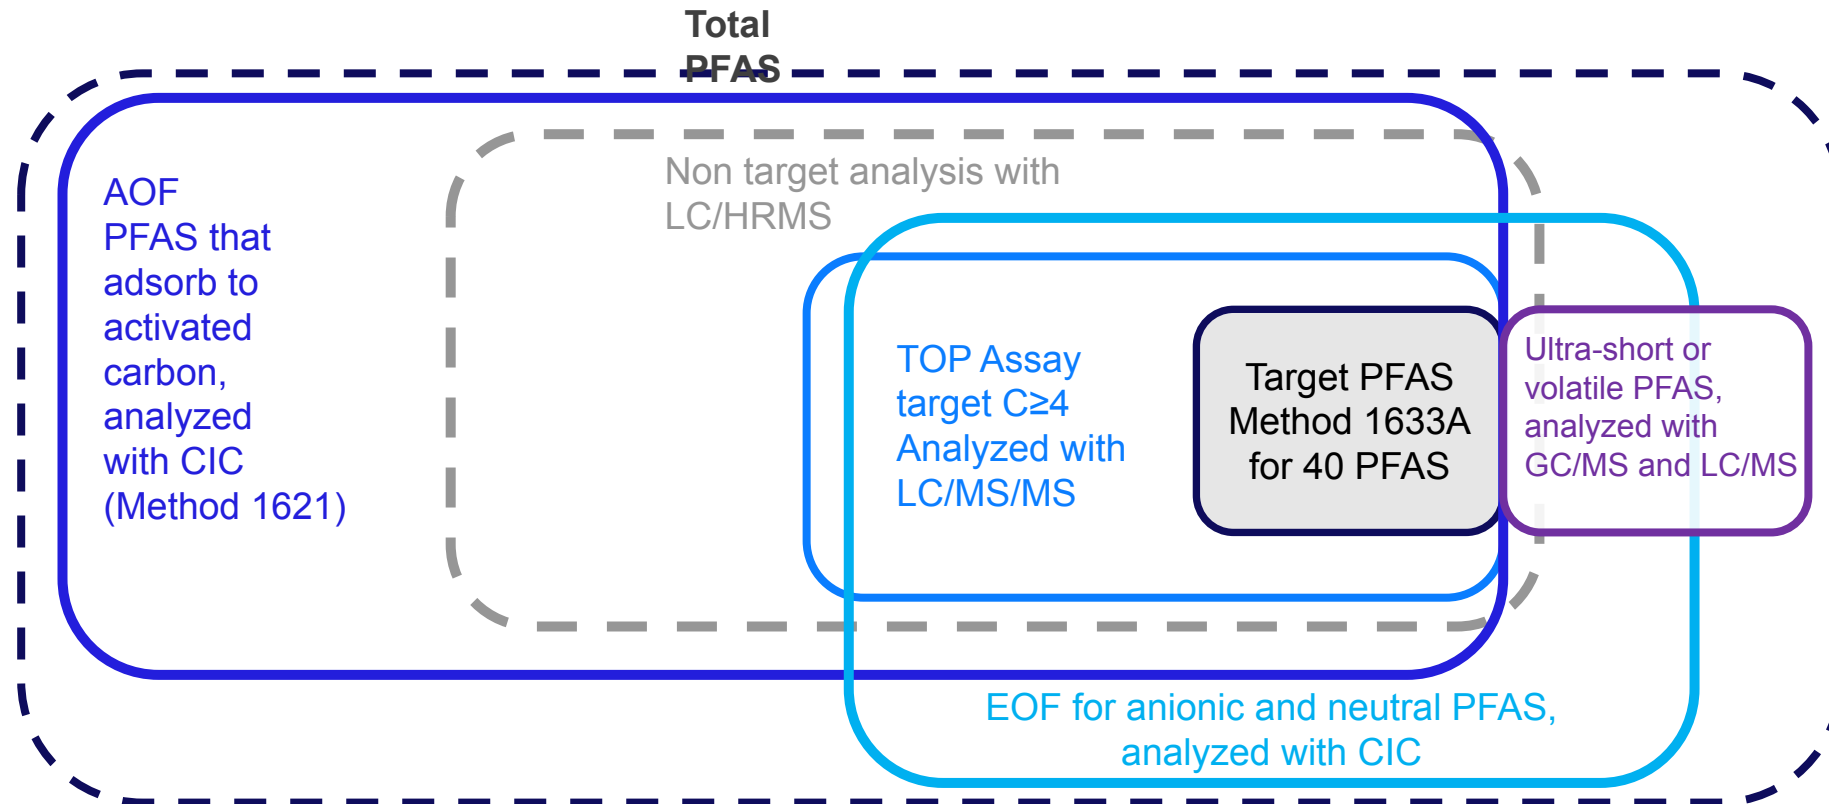 Total
PFAS
Non target analysis with
LC/HRMS
AOF
PFAS that
adsorb to
activated
carbon,
analyzed
with CIC
(Method 1621)
TOP Assay
target C≥4
Analyzed with
LC/MS/MS
Target PFAS
Method 1633A
for 40 PFAS
Ultra-short or
volatile PFAS,
analyzed with
GC/MS and LC/MS
EOF for anionic and neutral PFAS,
analyzed with CIC